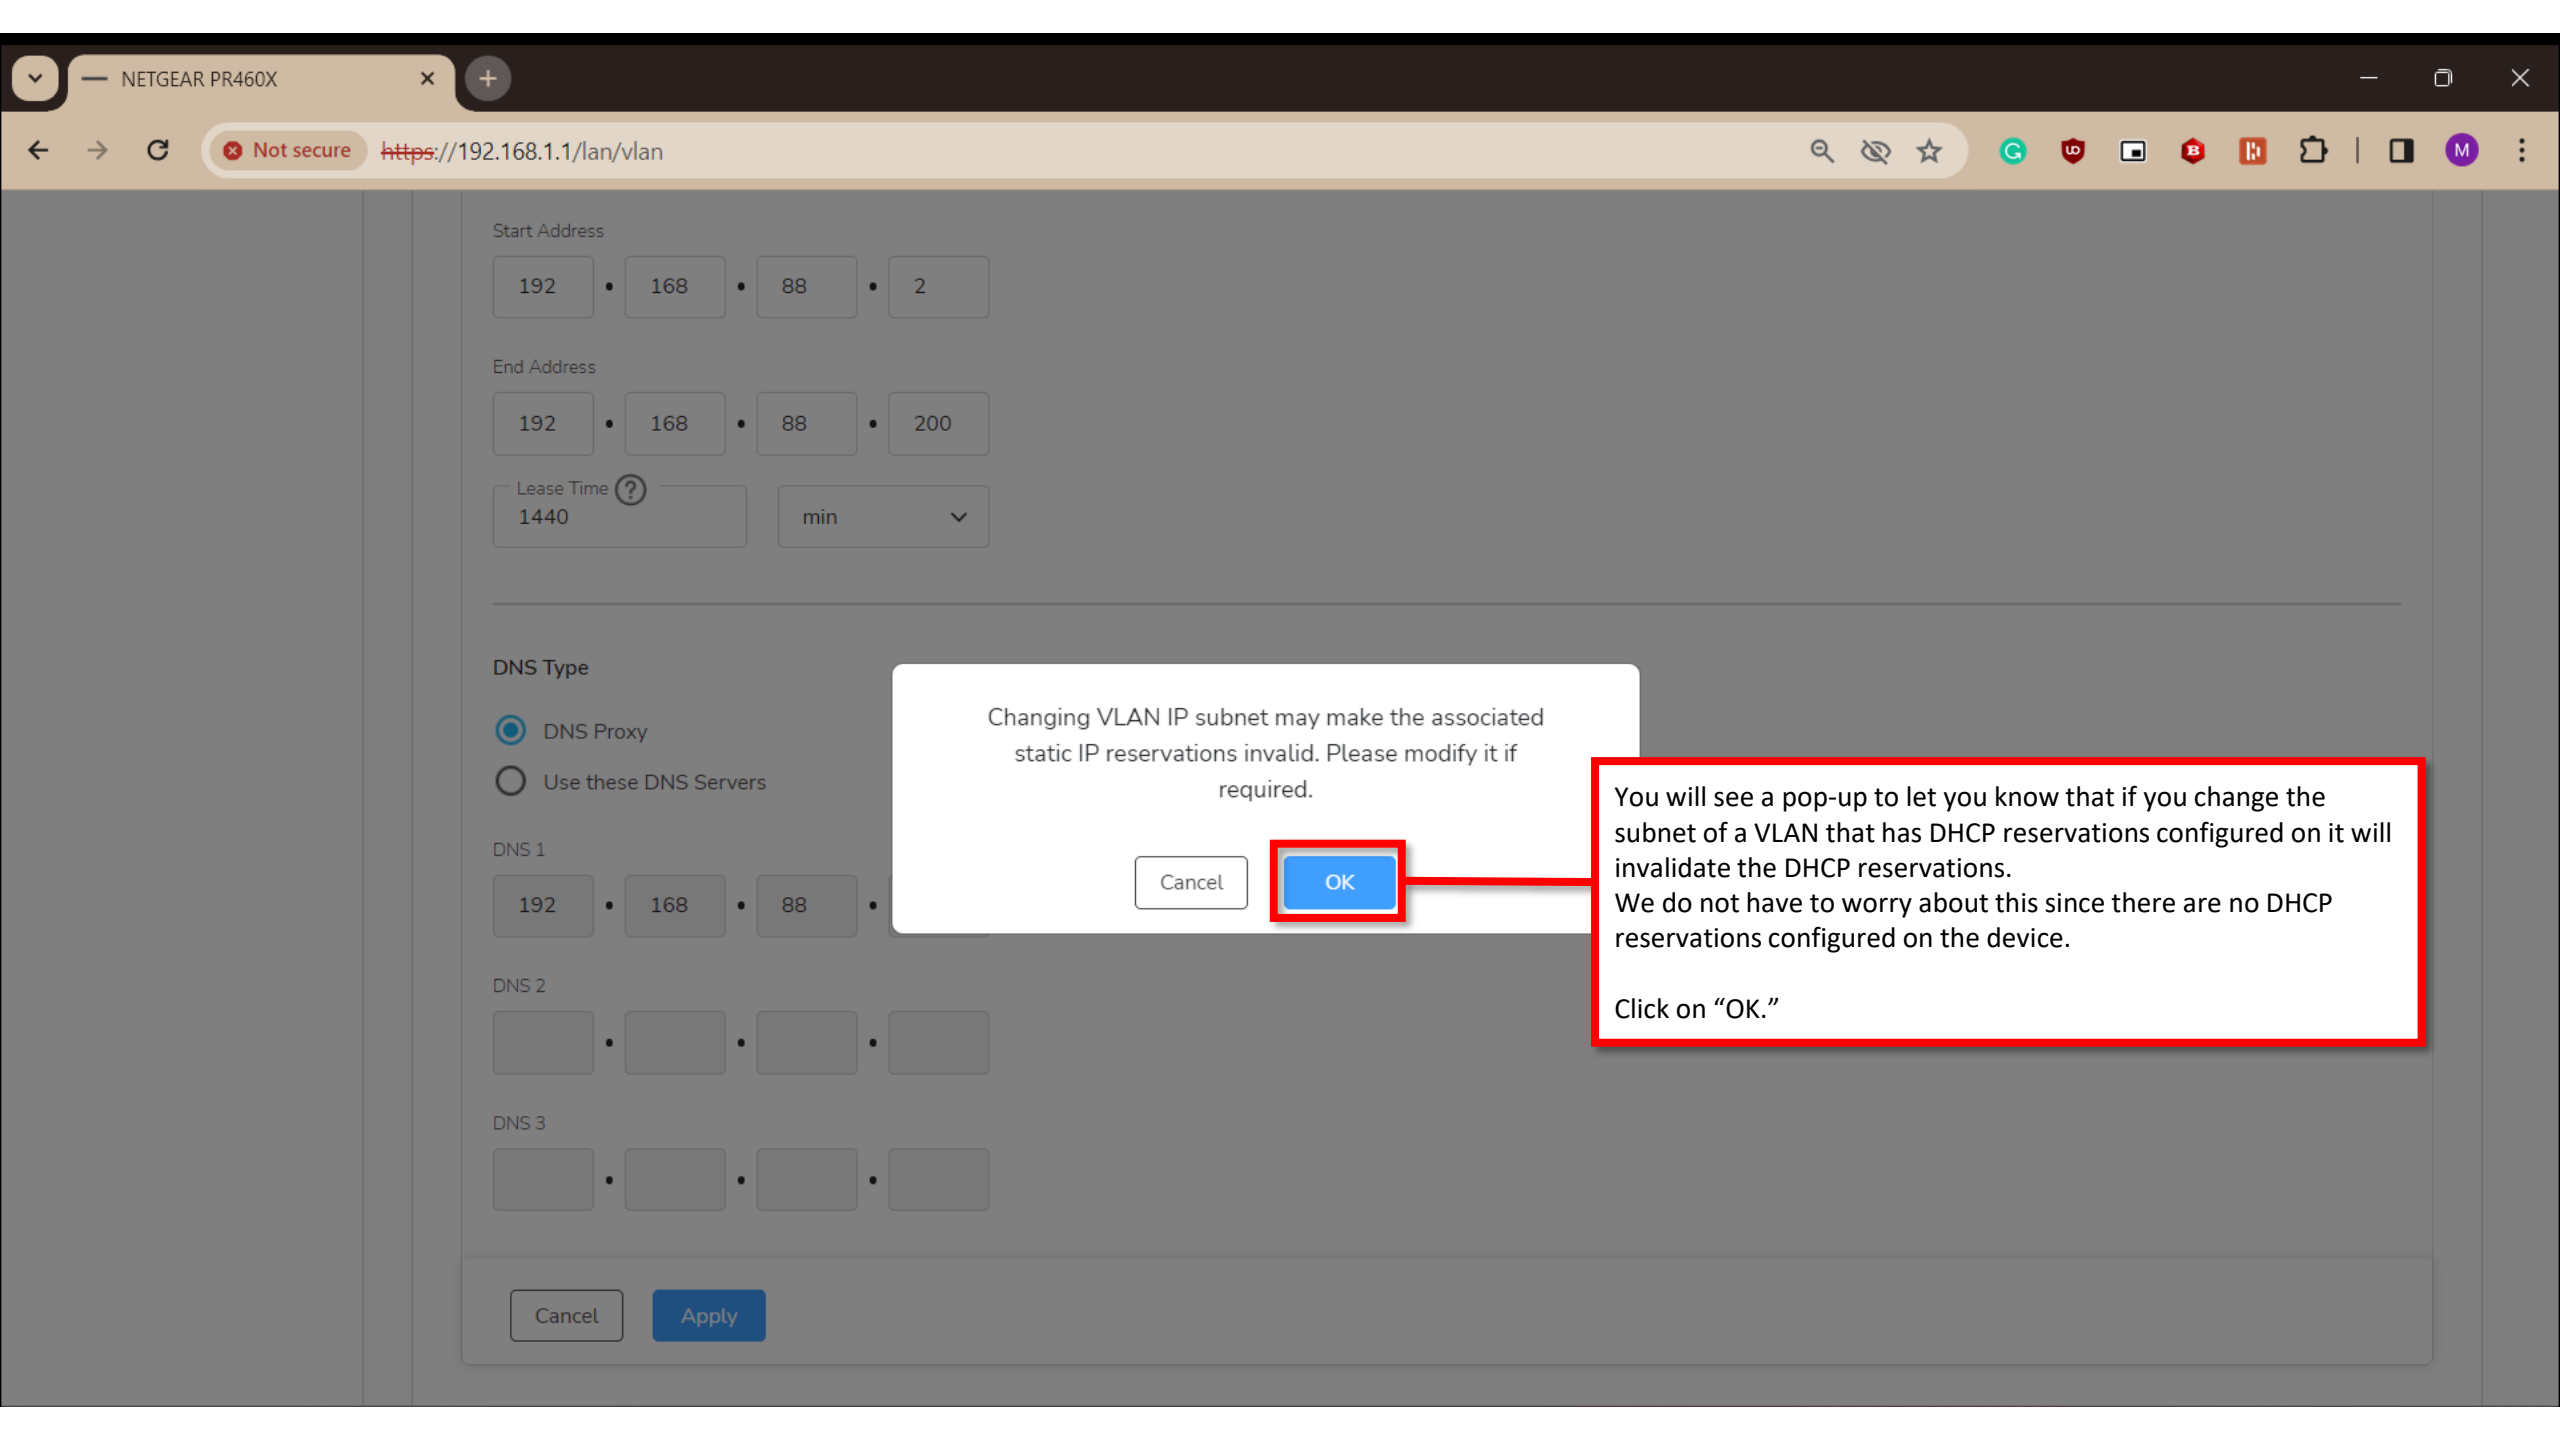 NETGEAR PR460X
Not secure https://192.168.1.1/lan/vlan
M
Start Address
192 • 168 • 88 • 2
End Address
192 • 168 • 88 • 200
Lease Time ?
1440 min
DNS Type
DNS Proxy
Use these DNS Servers
DNS 1
192 • 168 • 88 •
DNS 2
DNS 3
Cancel Apply
Changing VLAN IP subnet may make the associated
static IP reservations invalid. Please modify it if
required.
Cancel OK
You will see a pop-up to let you know that if you change the
subnet of a VLAN that has DHCP reservations configured on it will
invalidate the DHCP reservations.
We do not have to worry about this since there are no DHCP
reservations configured on the device.
Click on “OK.”